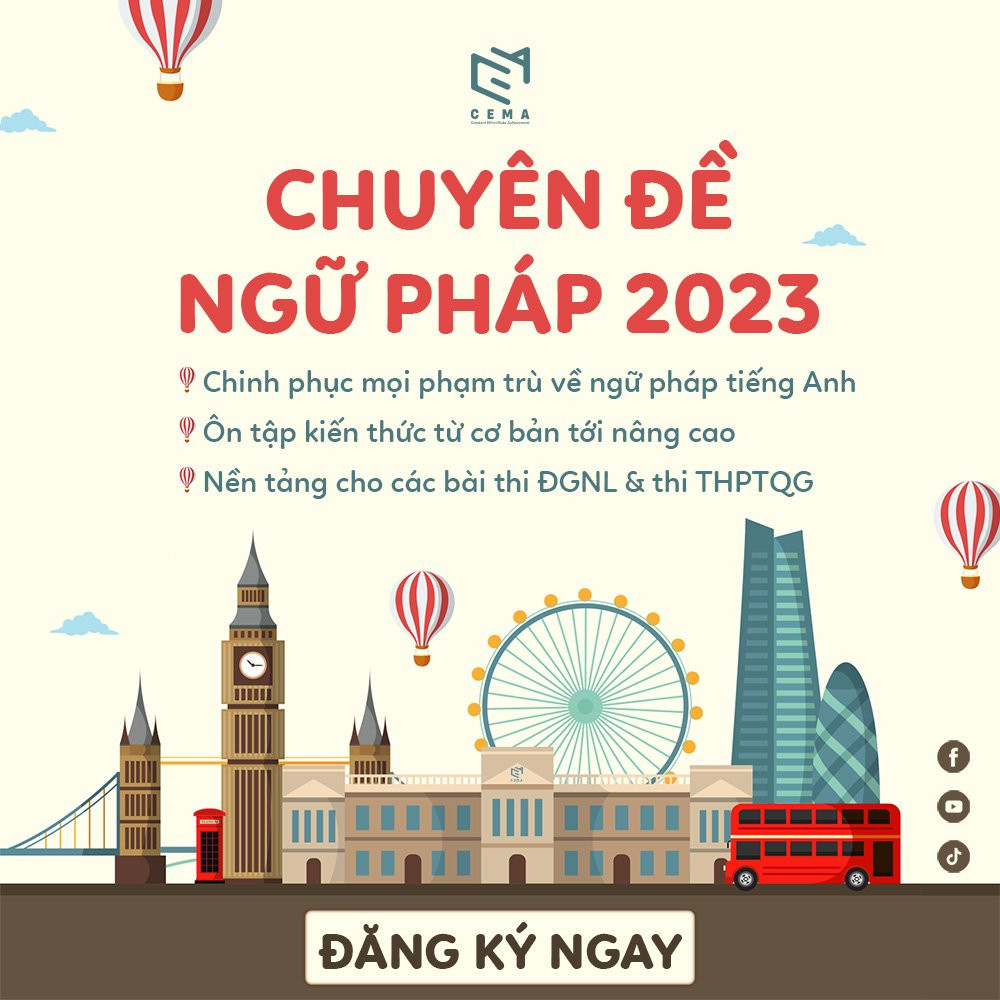 CEMA
CHUYÊN ĐỀ
NGỮ PHÁP 2023
Chinh phục mọi phạm trù về ngữ pháp tiếng Anh
Ôn tập kiến thức từ cơ bản tới nâng cao
Nền tảng cho các bài thi ĐGNL & thi THPTQG
CEMA
ĐĂNG KÝ NGAY